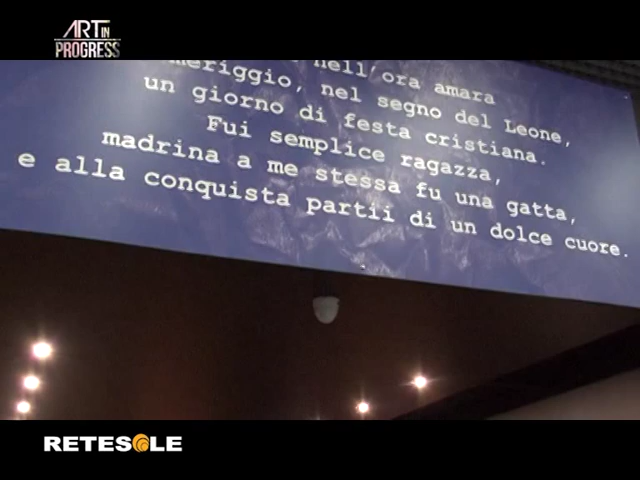 ART IN
PROGRESS
nell'ora amara
meriggio, nel segno del Leone,
un giorno di festa cristiana.
Fui semplice ragazza,
madrina a me stessa fu una gatta,
e alla conquista partii di un dolce cuore.
RETESOLE